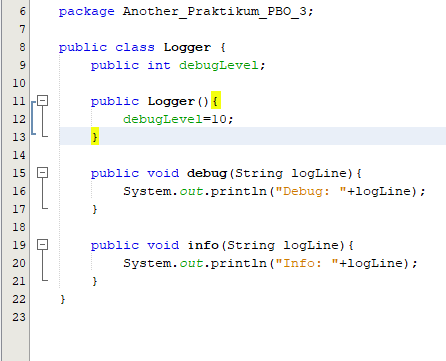 6 package Another_Praktikum_PBO_3;
7
8 public class Logger {
9 public int debugLevel;
10
11 public Logger(){
12 debugLevel=10;
13 }
14
15 public void debug(String logLine){
16 System.out.println("Debug: "+logLine);
17 }
18
19 public void info(String logLine){
20 System.out.println("Info: "+logLine);
21 }
22 }
23